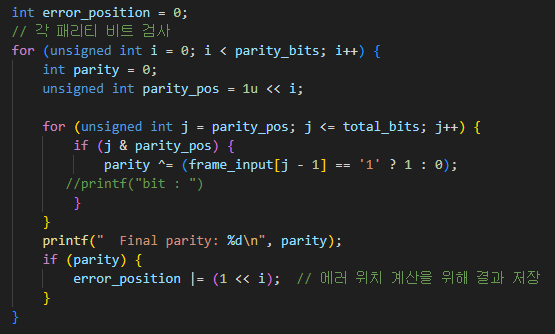 int error_position = 0;
// 각 패리티 비트 검사
for (unsigned int i = 0; i < parity_bits; i++) {
    int parity = 0;
    unsigned int parity_pos = 1u << i;

    for (unsigned int j = parity_pos; j <= total_bits; j++) {
        if (j & parity_pos) {
            parity ^= (frame_input[j - 1] == '1' ? 1 : 0);
       //printf("bit : ")
        }
    }
    printf("  Final parity: %d\n", parity);
    if (parity) {
        error_position |= (1 << i);  // 에러 위치 계산을 위해 결과 저장
    }
}